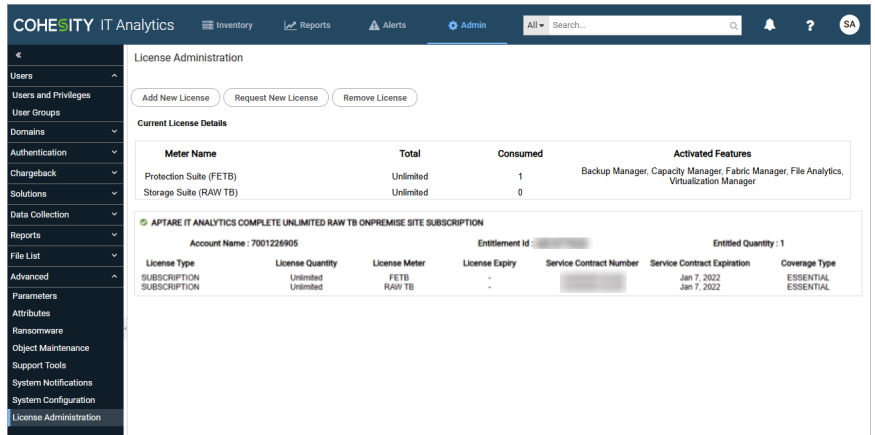 COHESITY IT Analytics Inventory Reports Alerts Admin All Search... ? SA
«
Users
Users and Privileges
User Groups
Domains
Authentication
Chargeback
Solutions
Data Collection
Reports
File List
Advanced
Parameters
Attributes
Ransomware
Object Maintenance
Support Tools
System Notifications
System Configuration
License Administration
License Administration
Add New License Request New License Remove License
Current License Details
Meter Name Total Consumed Activated Features
Protection Suite (FETB) Unlimited 1 Backup Manager, Capacity Manager, Fabric Manager, File Analytics,
Virtualization Manager
Storage Suite (RAW TB) Unlimited 0
APTARE IT ANALYTICS COMPLETE UNLIMITED RAW TB ONPREMISE SITE SUBSCRIPTION
Account Name : 7001226905 Entitlement Id : Entitled Quantity : 1
License Type License Quantity License Meter License Expiry Service Contract Number Service Contract Expiration Coverage Type
SUBSCRIPTION Unlimited FETB - Jan 7, 2022 ESSENTIAL
SUBSCRIPTION Unlimited RAW TB - Jan 7, 2022 ESSENTIAL